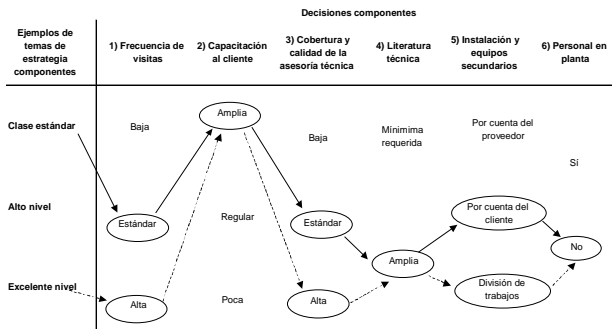 Decisiones componentes
Ejemplos de
temas de
estrategia
componentes
1) Frecuencia de
visitas
2) Capacitación
al cliente
3) Cobertura y
calidad de la
asesoría técnica
4) Literatura
técnica
5) Instalación y
equipos
secundarios
6) Personal en
planta
Clase estándar
Baja
Amplia
Baja
Mínimima
requerida
Por cuenta del
proveedor
Sí
Alto nivel
Estándar
Regular
Estándar
Amplia
Por cuenta del
cliente
No
Excelente nivel
Alta
Poca
Alta
División de
trabajos